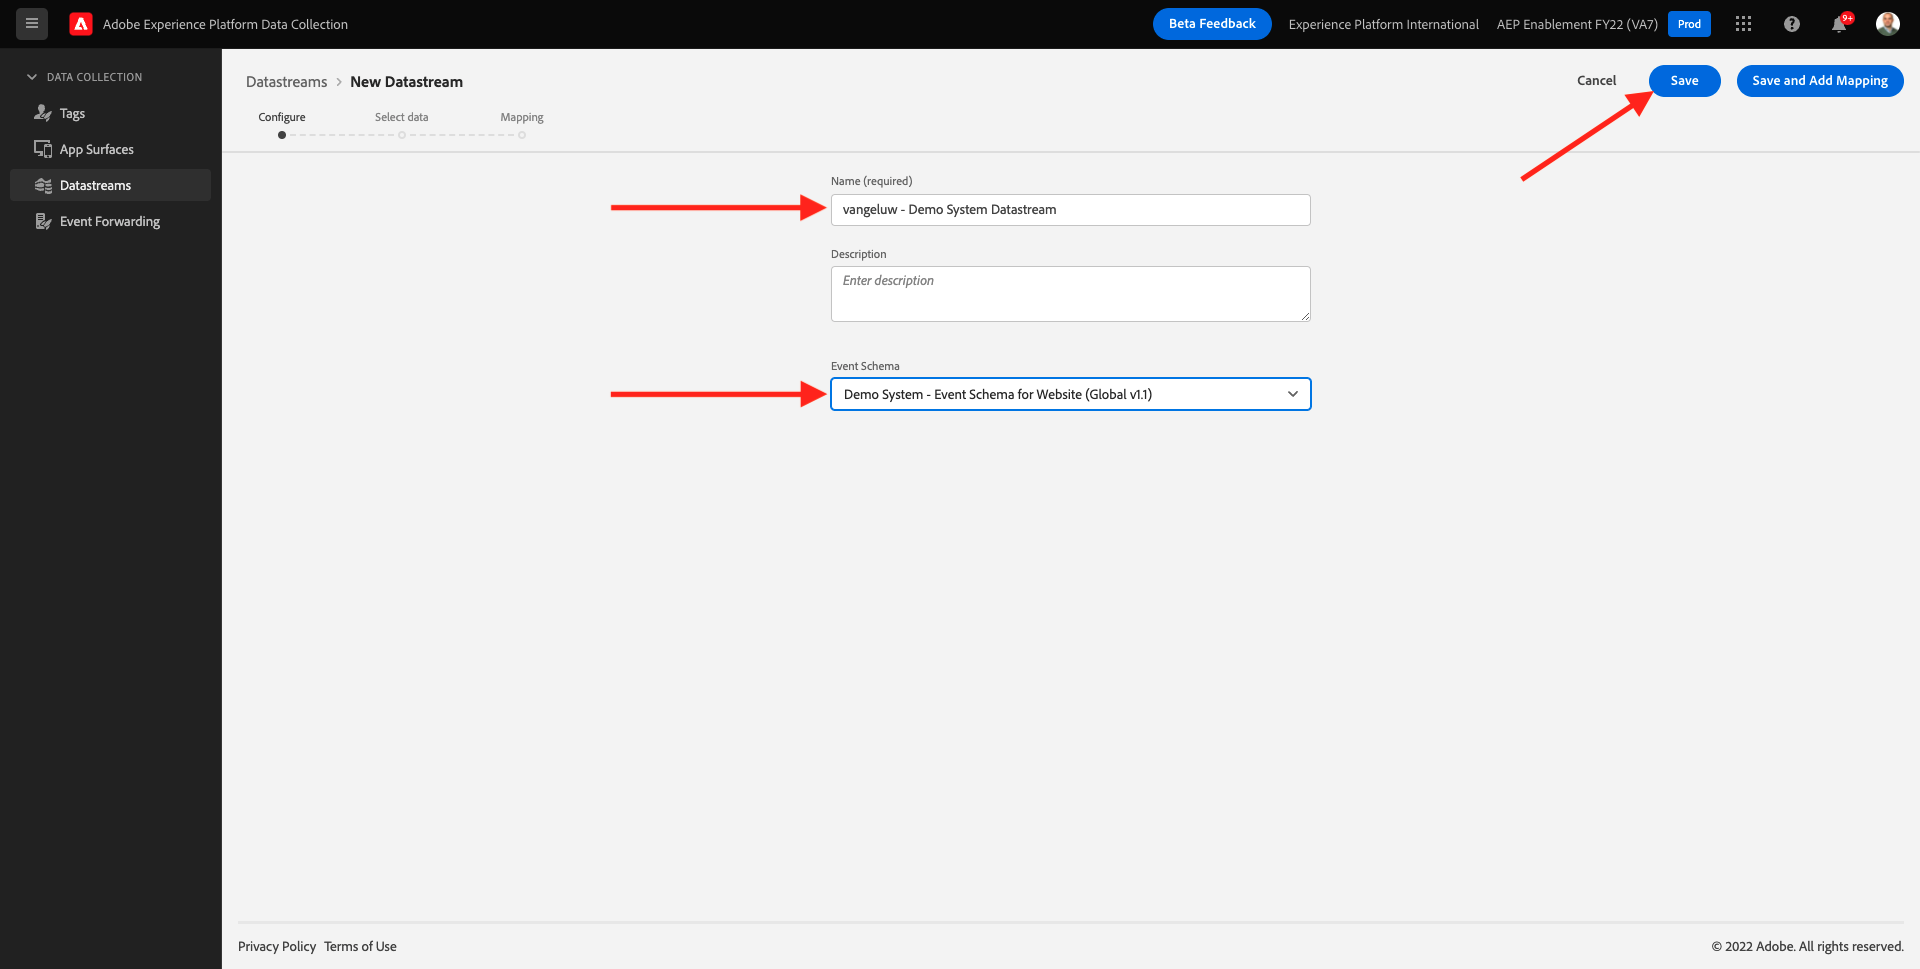 Adobe Experience Platform Data Collection
Beta Feedback
Experience Platform International
AEP Enablement FY22 (VA7)
Prod
9+
DATA COLLECTION
Tags
App Surfaces
Datastreams
Event Forwarding
Datastreams > New Datastream
Cancel
Save
Save and Add Mapping
Configure
Select data
Mapping
Name (required)
vangeluw - Demo System Datastream
Description
Enter description
Event Schema
Demo System - Event Schema for Website (Global v1.1)
Privacy Policy Terms of Use
© 2022 Adobe. All rights reserved.